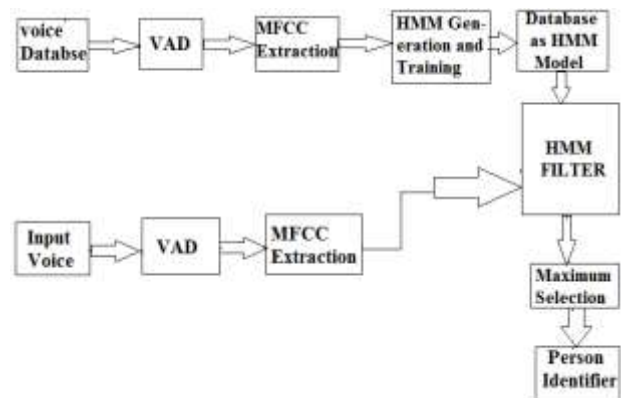 voice
Databse
VAD
MFCC
Extraction
HMM Gen-
eration and
Training
Database
as HMM
Model
HMM
FILTER
Input
Voice
VAD
MFCC
Extraction
Maximum
Selection
Person
Identifier